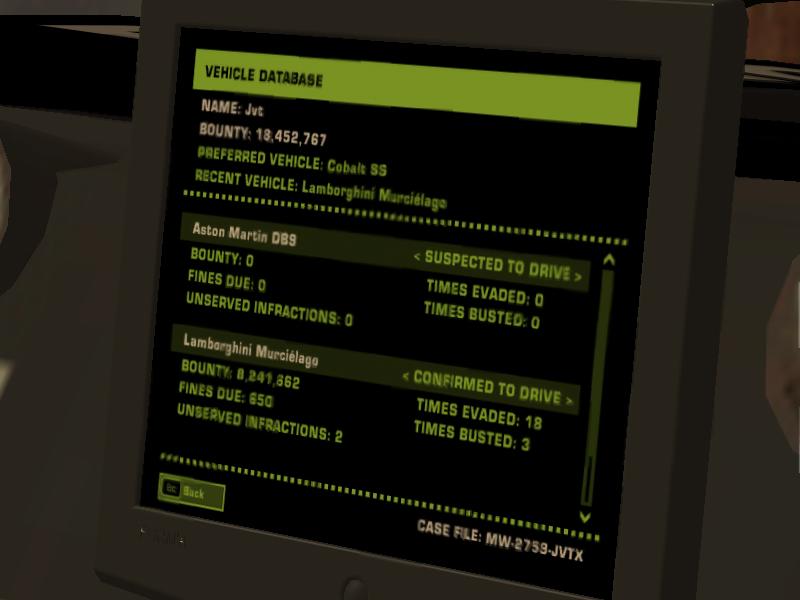 VEHICLE DATABASE
NAME: Jvt
BOUNTY: 18,452,767
PREFERRED VEHICLE: Cobalt SS
RECENT VEHICLE: Lamborghini Murciélago
Aston Martin DB9 < SUSPECTED TO DRIVE >
BOUNTY: 0 TIMES EVADED: 0
FINES DUE: 0 TIMES BUSTED: 0
UNSERVED INFRACTIONS: 0
Lamborghini Murciélago < CONFIRMED TO DRIVE >
BOUNTY: 8,241,662 TIMES EVADED: 18
FINES DUE: 650 TIMES BUSTED: 3
UNSERVED INFRACTIONS: 2
Back
CASE FILE: MW-2759-JVTX